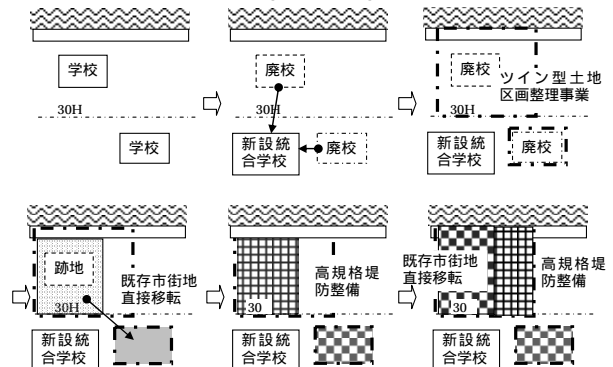 学校
30H
学校
廃校
30H
新設統
合学校
廃校
廃校
ツイン型土地
区画整理事業
30H
新設統
合学校
廃校
跡地
既存市街地
直接移転
30H
新設統
合学校
高規格堤
防整備
30
新設統
合学校
既存市街地
直接移転
高規格堤
防整備
30
新設統
合学校